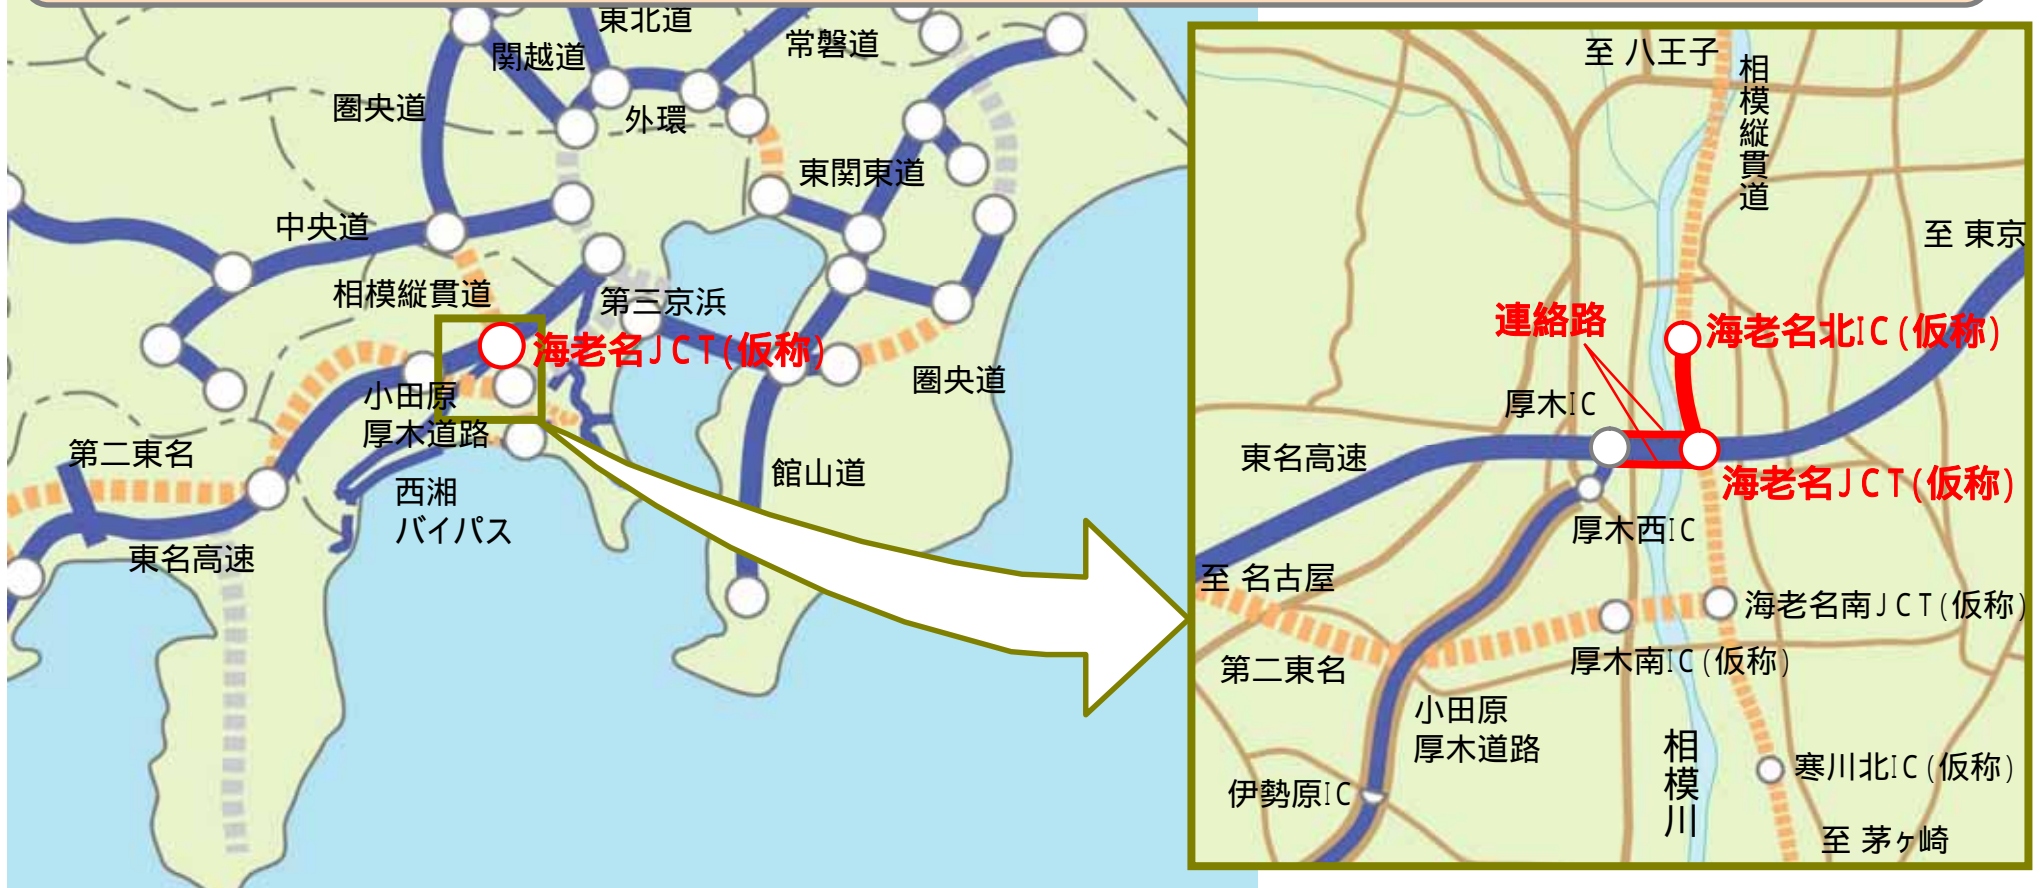 東北道
関越道
常磐道
圏央道
外環
東関東道
中央道
相模縦貫道
第三京浜
海老名JCT(仮称)
圏央道
小田原
厚木道路
第二東名
館山道
西湘
バイパス
東名高速
至 八王子
相模縦貫道
至 東京
連絡路
海老名北IC(仮称)
厚木IC
東名高速
海老名JCT(仮称)
厚木西IC
至 名古屋
海老名南JCT(仮称)
第二東名
厚木南IC(仮称)
小田原
厚木道路
相模川
寒川北IC(仮称)
伊勢原IC
至 茅ヶ崎